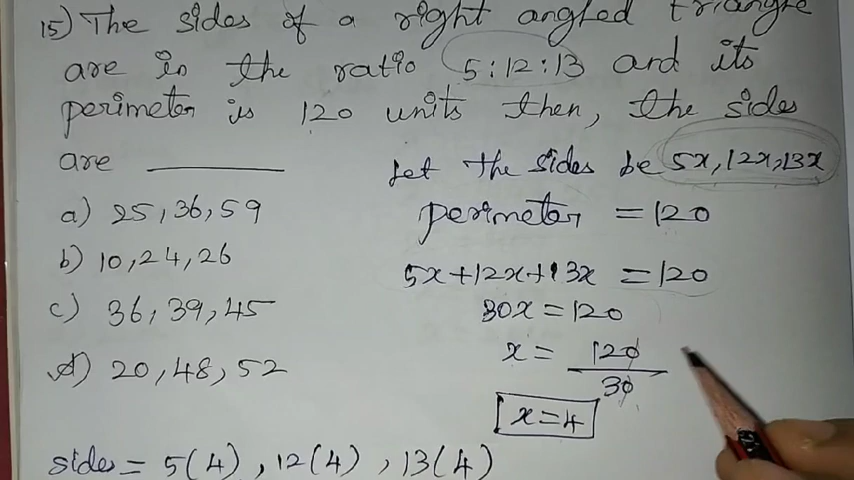 15) The sides of a right angled triangle
are in the ratio 5:12:13 and its
perimeter is 120 units then, the sides
are ______
a) 25, 36, 59
b) 10, 24, 26
c) 36, 39, 45
d) 20, 48, 52
Let the sides be 5x, 12x, 13x
perimeter = 120
5x+12x+13x = 120
30x = 120
x = 120/30
x = 4
sides = 5(4), 12(4), 13(4)